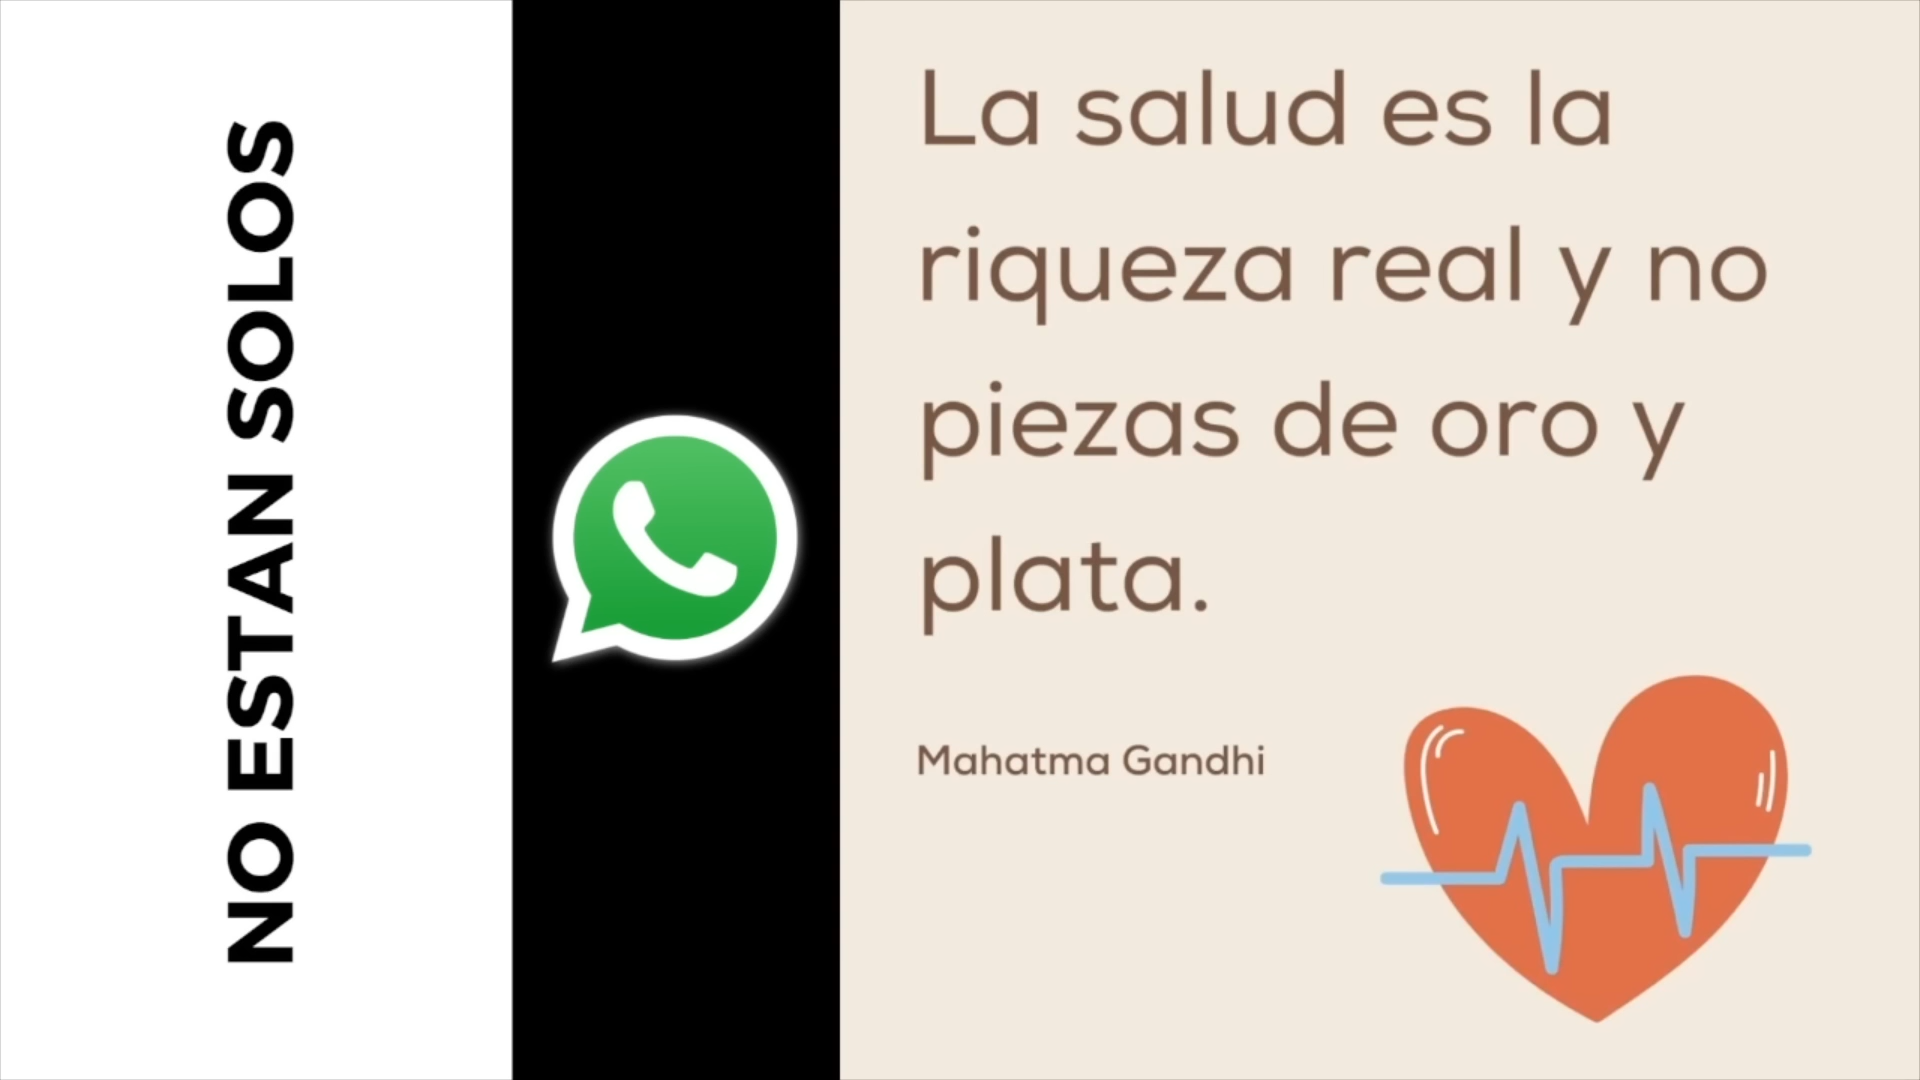 NO ESTAN SOLOS
La salud es la
riqueza real y no
piezas de oro y
plata.
Mahatma Gandhi